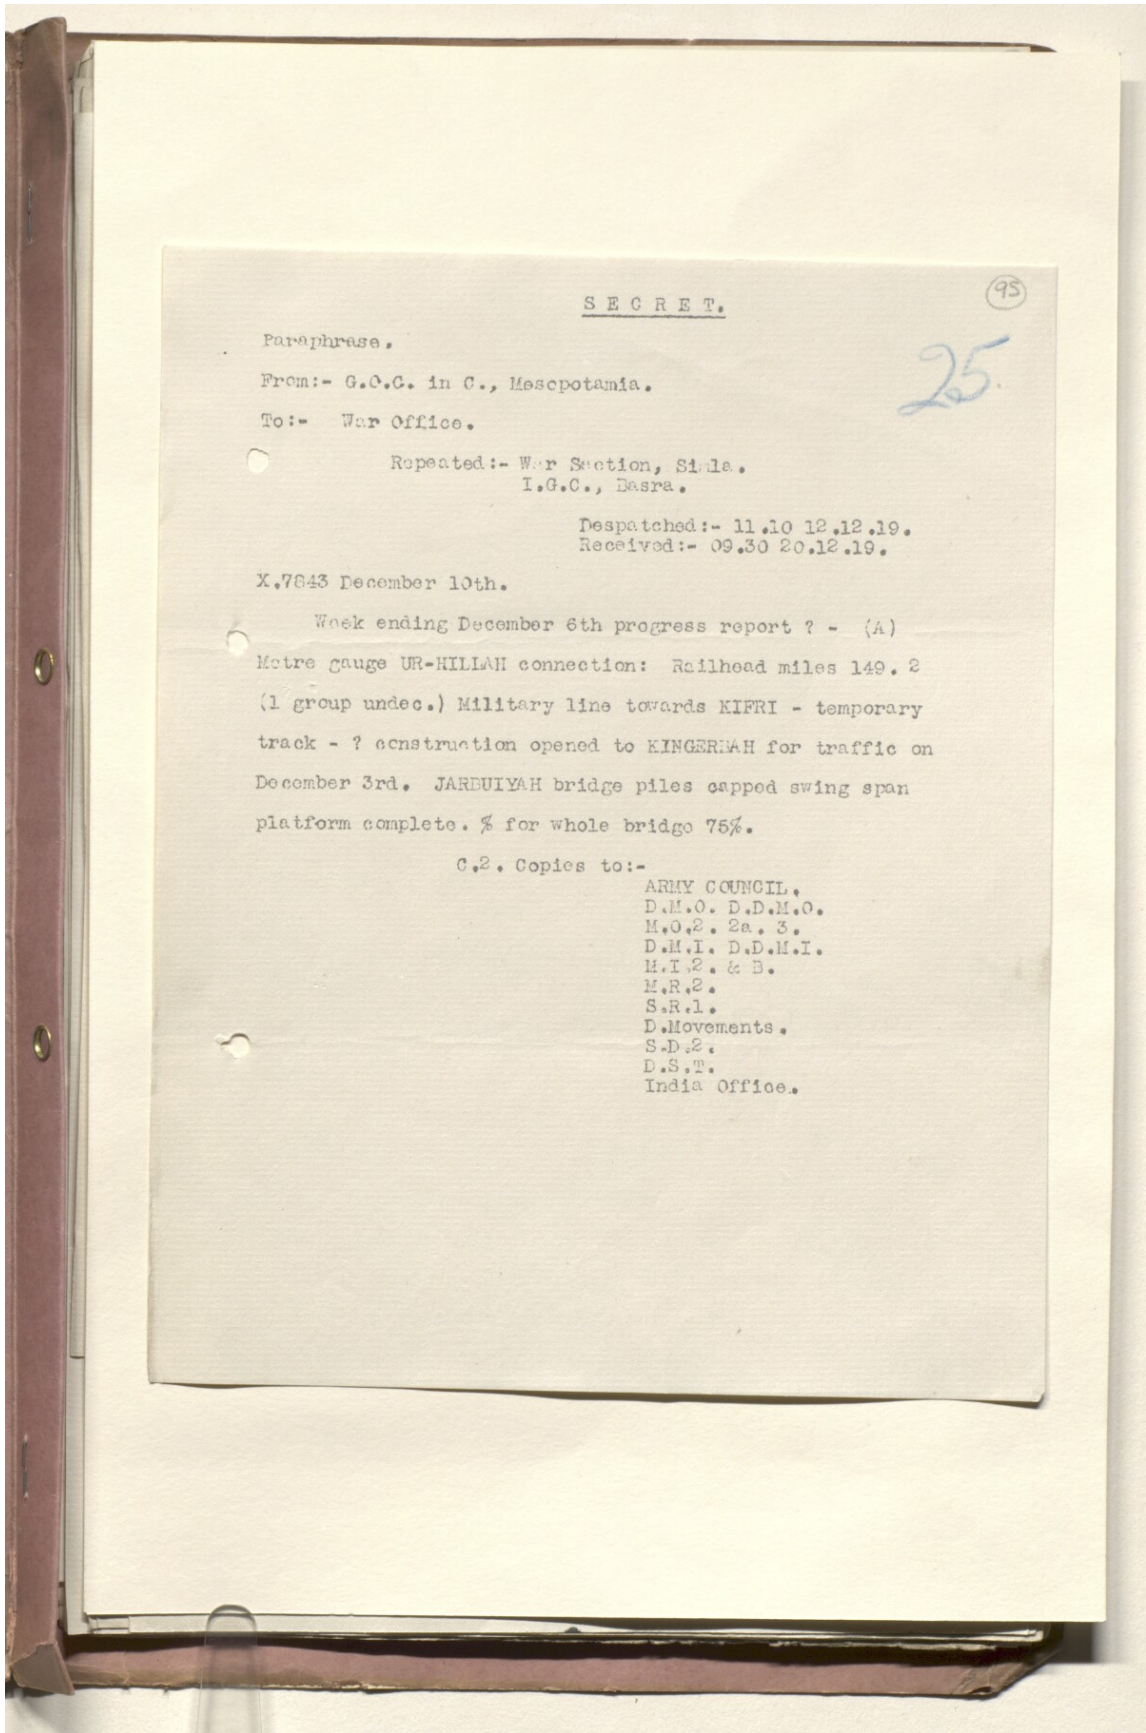 95
SECRET.
25.
Paraphrase.
From:- G.O.C. in C., Mesopotamia.
To:- War Office.
Repeated:- War Section, Simla.
I.G.C., Basra.
Despatched:- 11.10 12.12.19.
Received:- 09.30 20.12.19.
X.7843 December 10th.
Week ending December 6th progress report ? - (A)
Metre gauge UR-HILLAH connection: Railhead miles 149. 2
(1 group undec.) Military line towards KIFRI - temporary
track - ? construction opened to KINGERBAH for traffic on
December 3rd. JARBUIYAH bridge piles capped swing span
platform complete. % for whole bridge 75%.
C.2. Copies to:-
ARMY COUNCIL.
D.M.O. D.D.M.O.
M.O.2. 2a. 3.
D.M.I. D.D.M.I.
M.I.2. & B.
M.R.2.
S.R.1.
D.Movements.
S.D.2.
D.S.T.
India Office.